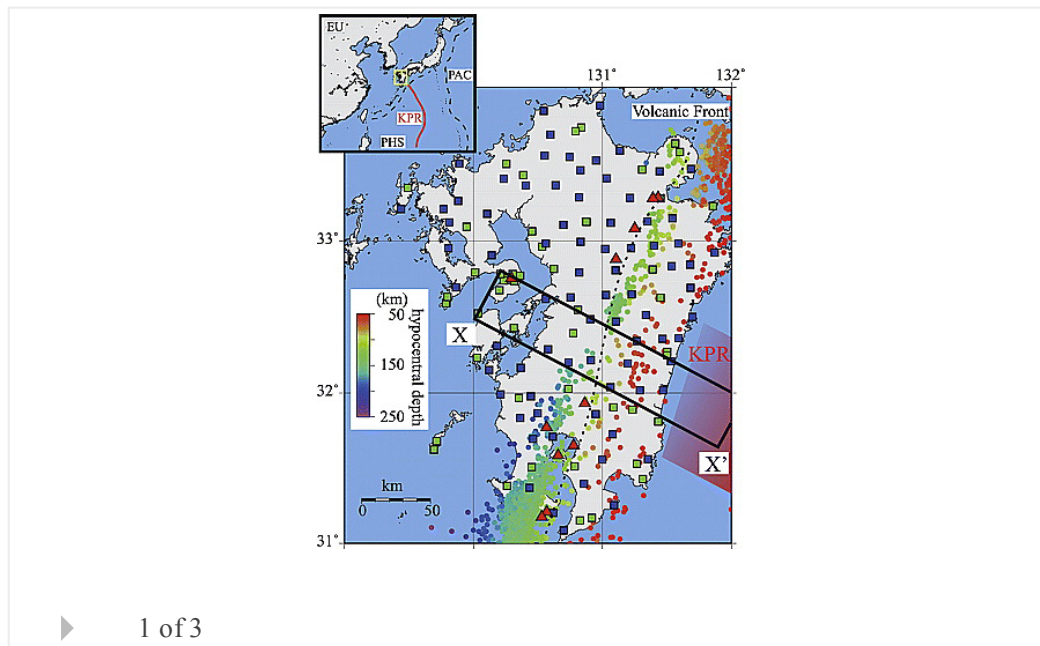 EU
PAC
KPR
PHS
131°
132°
Volcanic Front
33°
(km)
50
150
250
hypocentral depth
X
KPR
32°
X'
km
0
50
31°
1 of 3